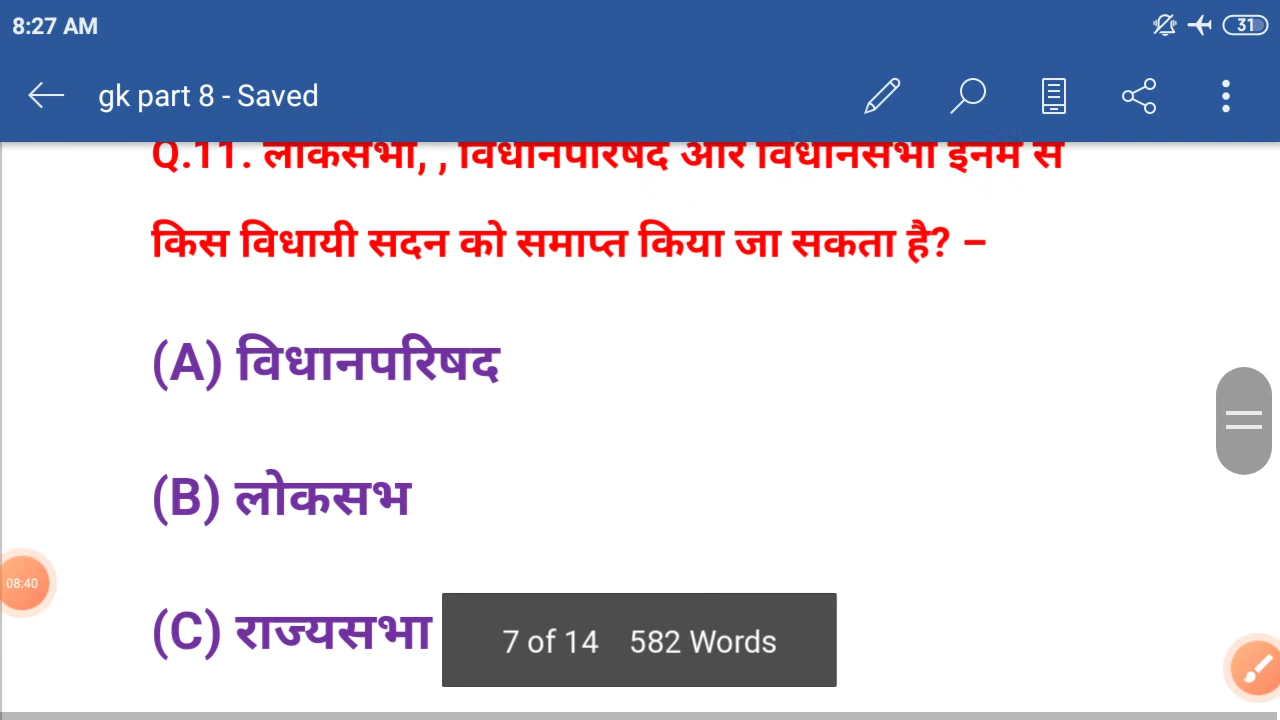 8:27 AM
31
gk part 8 - Saved
Q.11. लोकसभा, , विधानपरिषद और विधानसभा इनमें से
किस विधायी सदन को समाप्त किया जा सकता है? –
(A) विधानपरिषद
(B) लोकसभ
08:40
(C) राज्यसभा
7 of 14 582 Words